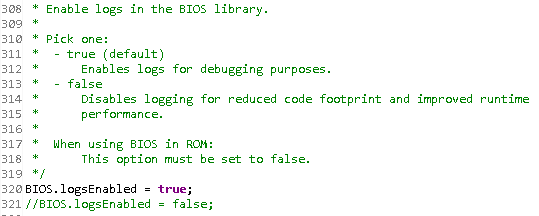 308 * Enable logs in the BIOS library.
309 *
310 * Pick one:
311 * - true (default)
312 * Enables logs for debugging purposes.
313 * - false
314 * Disables logging for reduced code footprint and improved runtime
315 * performance.
316 *
317 * When using BIOS in ROM:
318 * This option must be set to false.
319 */
320 BIOS.logsEnabled = true;
321 //BIOS.logsEnabled = false;